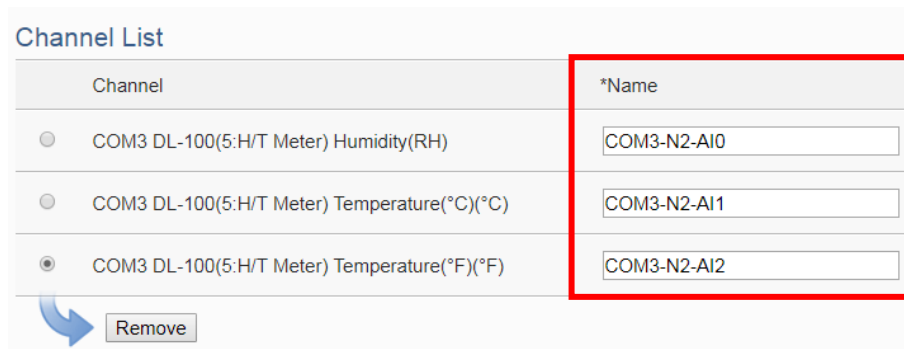 Channel List
Channel *Name
COM3 DL-100(5:H/T Meter) Humidity(RH) COM3-N2-AI0
COM3 DL-100(5:H/T Meter) Temperature(°C)(°C) COM3-N2-AI1
COM3 DL-100(5:H/T Meter) Temperature(°F)(°F) COM3-N2-AI2
Remove